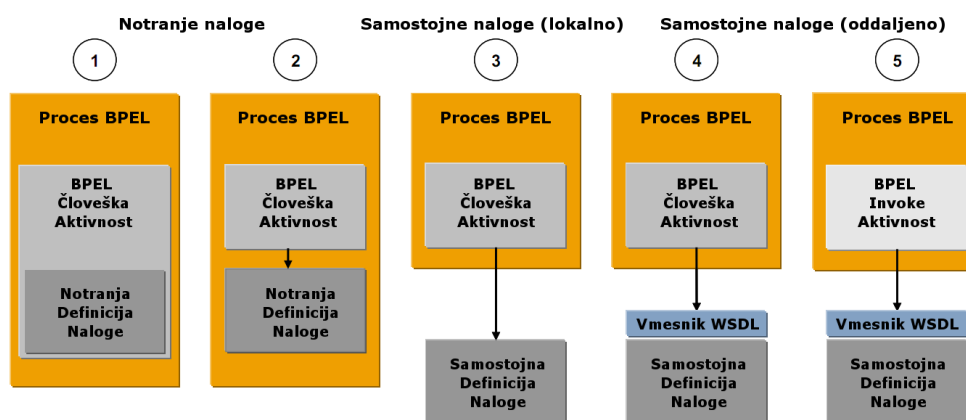 Notranje naloge
Samostojne naloge (lokalno)
Samostojne naloge (oddaljeno)
1
2
3
4
5
Proces BPEL
BPEL
Človeška
Aktivnost
Notranja
Definicija
Naloge
Proces BPEL
BPEL
Človeška
Aktivnost
Notranja
Definicija
Naloge
Proces BPEL
BPEL
Človeška
Aktivnost
Samostojna
Definicija
Naloge
Proces BPEL
BPEL
Človeška
Aktivnost
Vmesnik WSDL
Samostojna
Definicija
Naloge
Proces BPEL
BPEL
Invoke
Aktivnost
Vmesnik WSDL
Samostojna
Definicija
Naloge